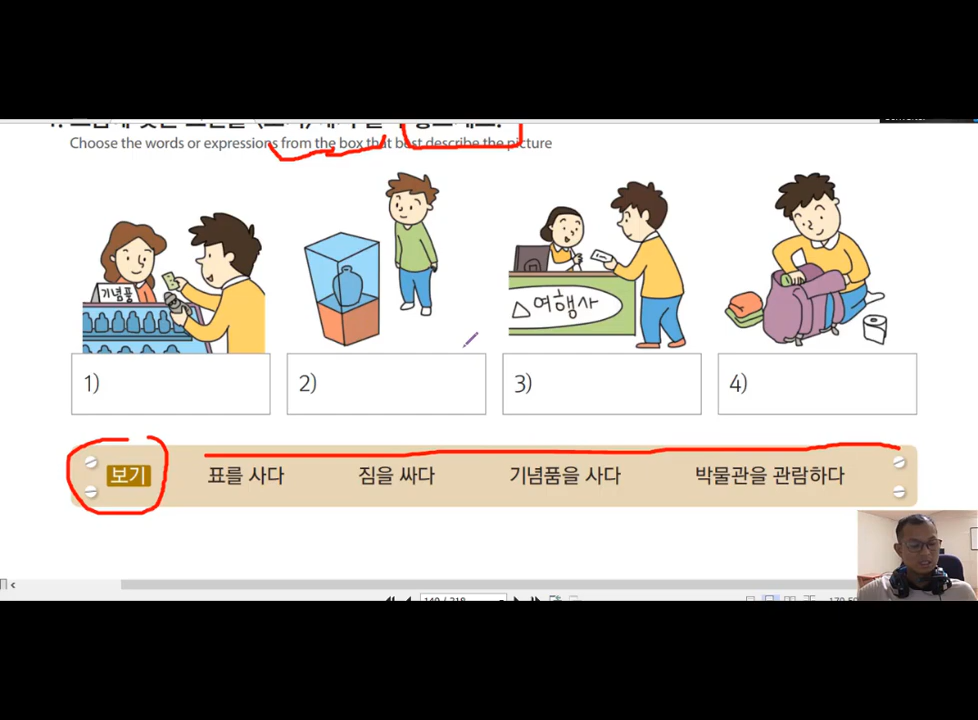 Choose the words or expressions from the box that best describe the picture
기념품
△여행사
1)
2)
3)
4)
보기 표를 사다 짐을 싸다 기념품을 사다 박물관을 관람하다